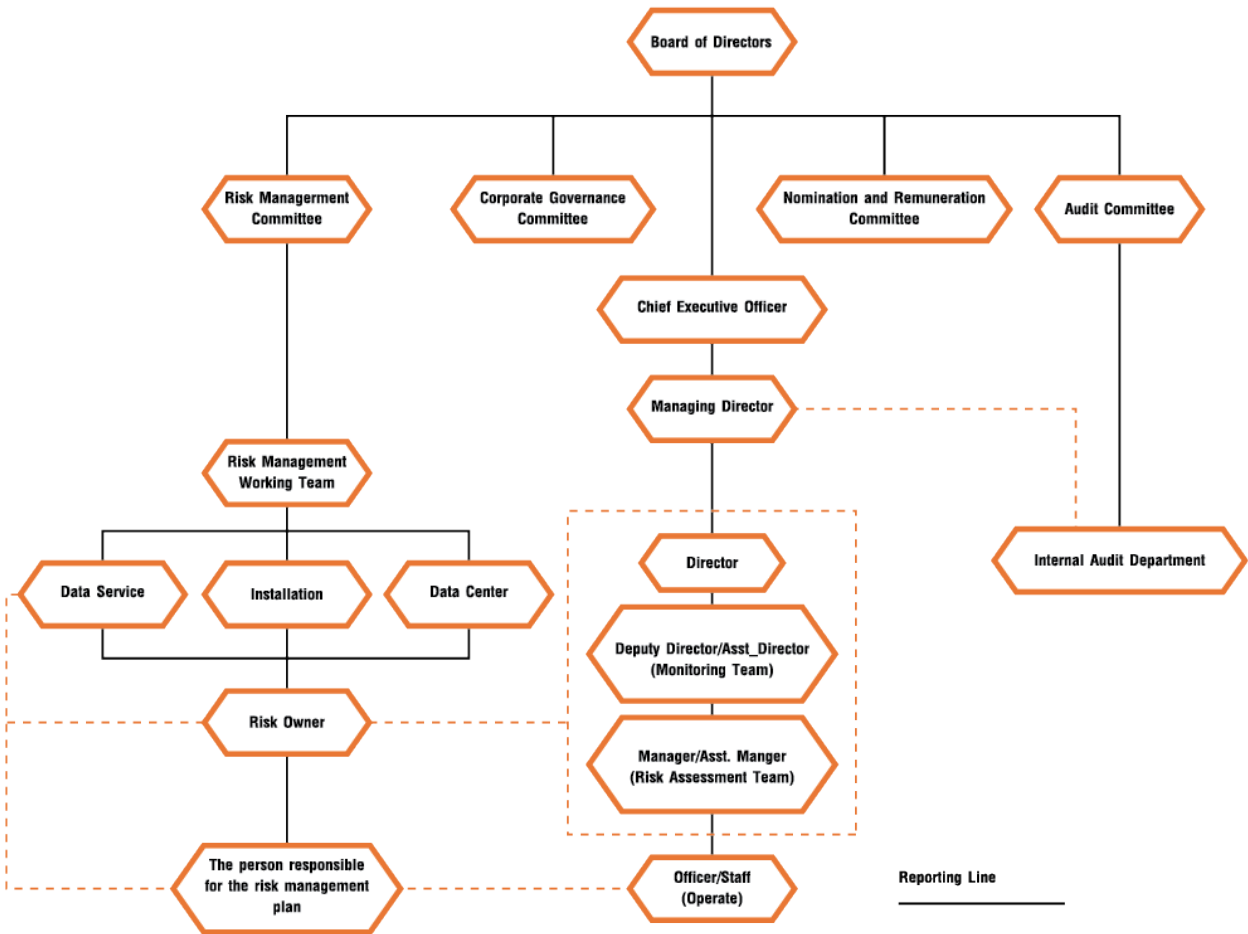 Board of Directors
Risk Managerment
Committee
Corporate Governance
Committee
Nomination and Remuneration
Committee
Audit Committee
Chief Executive Officer
Managing Director
Risk Management
Working Team
Data Service
Installation
Data Center
Director
Internal Audit Department
Deputy Director/Asst_Director
(Monitoring Team)
Risk Owner
Manager/Asst. Manger
(Risk Assessment Team)
The person responsible
for the risk management
plan
Officer/Staff
(Operate)
Reporting Line